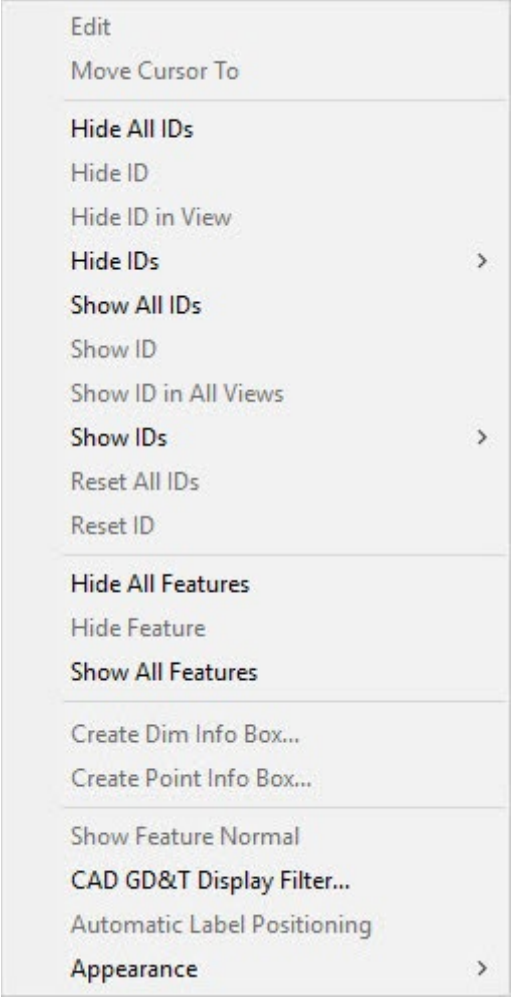 Edit
Move Cursor To
Hide All IDs
Hide ID
Hide ID in View
Hide IDs
Show All IDs
Show ID
Show ID in All Views
Show IDs
Reset All IDs
Reset ID
Hide All Features
Hide Feature
Show All Features
Create Dim Info Box...
Create Point Info Box...
Show Feature Normal
CAD GD&T Display Filter...
Automatic Label Positioning
Appearance